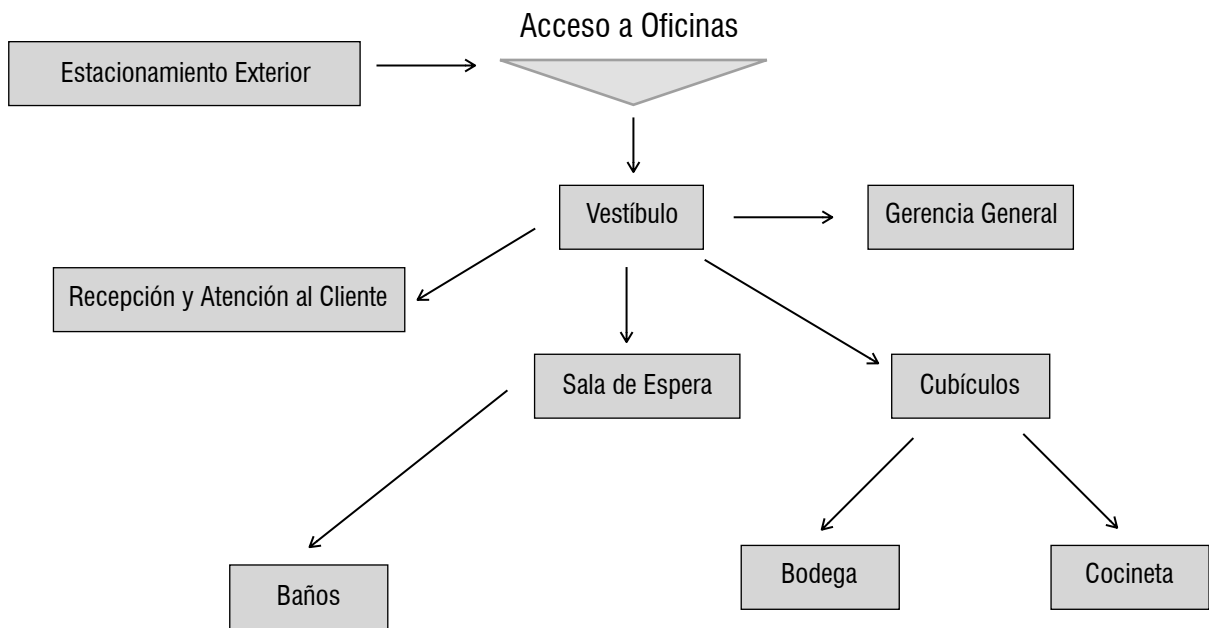 Acceso a Oficinas
Estacionamiento Exterior
Vestíbulo
Gerencia General
Recepción y Atención al Cliente
Sala de Espera
Cubículos
Baños
Bodega
Cocineta